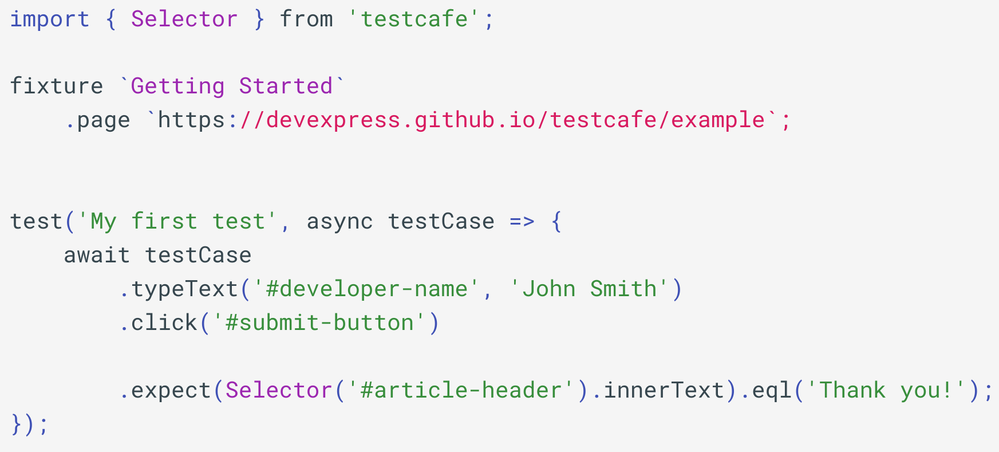 import { Selector } from 'testcafe';
fixture `Getting Started`
    .page `https://devexpress.github.io/testcafe/example`;
test('My first test', async testCase => {
    await testCase
        .typeText('#developer-name', 'John Smith')
        .click('#submit-button')
        .expect(Selector('#article-header').innerText).eql('Thank you!');
});